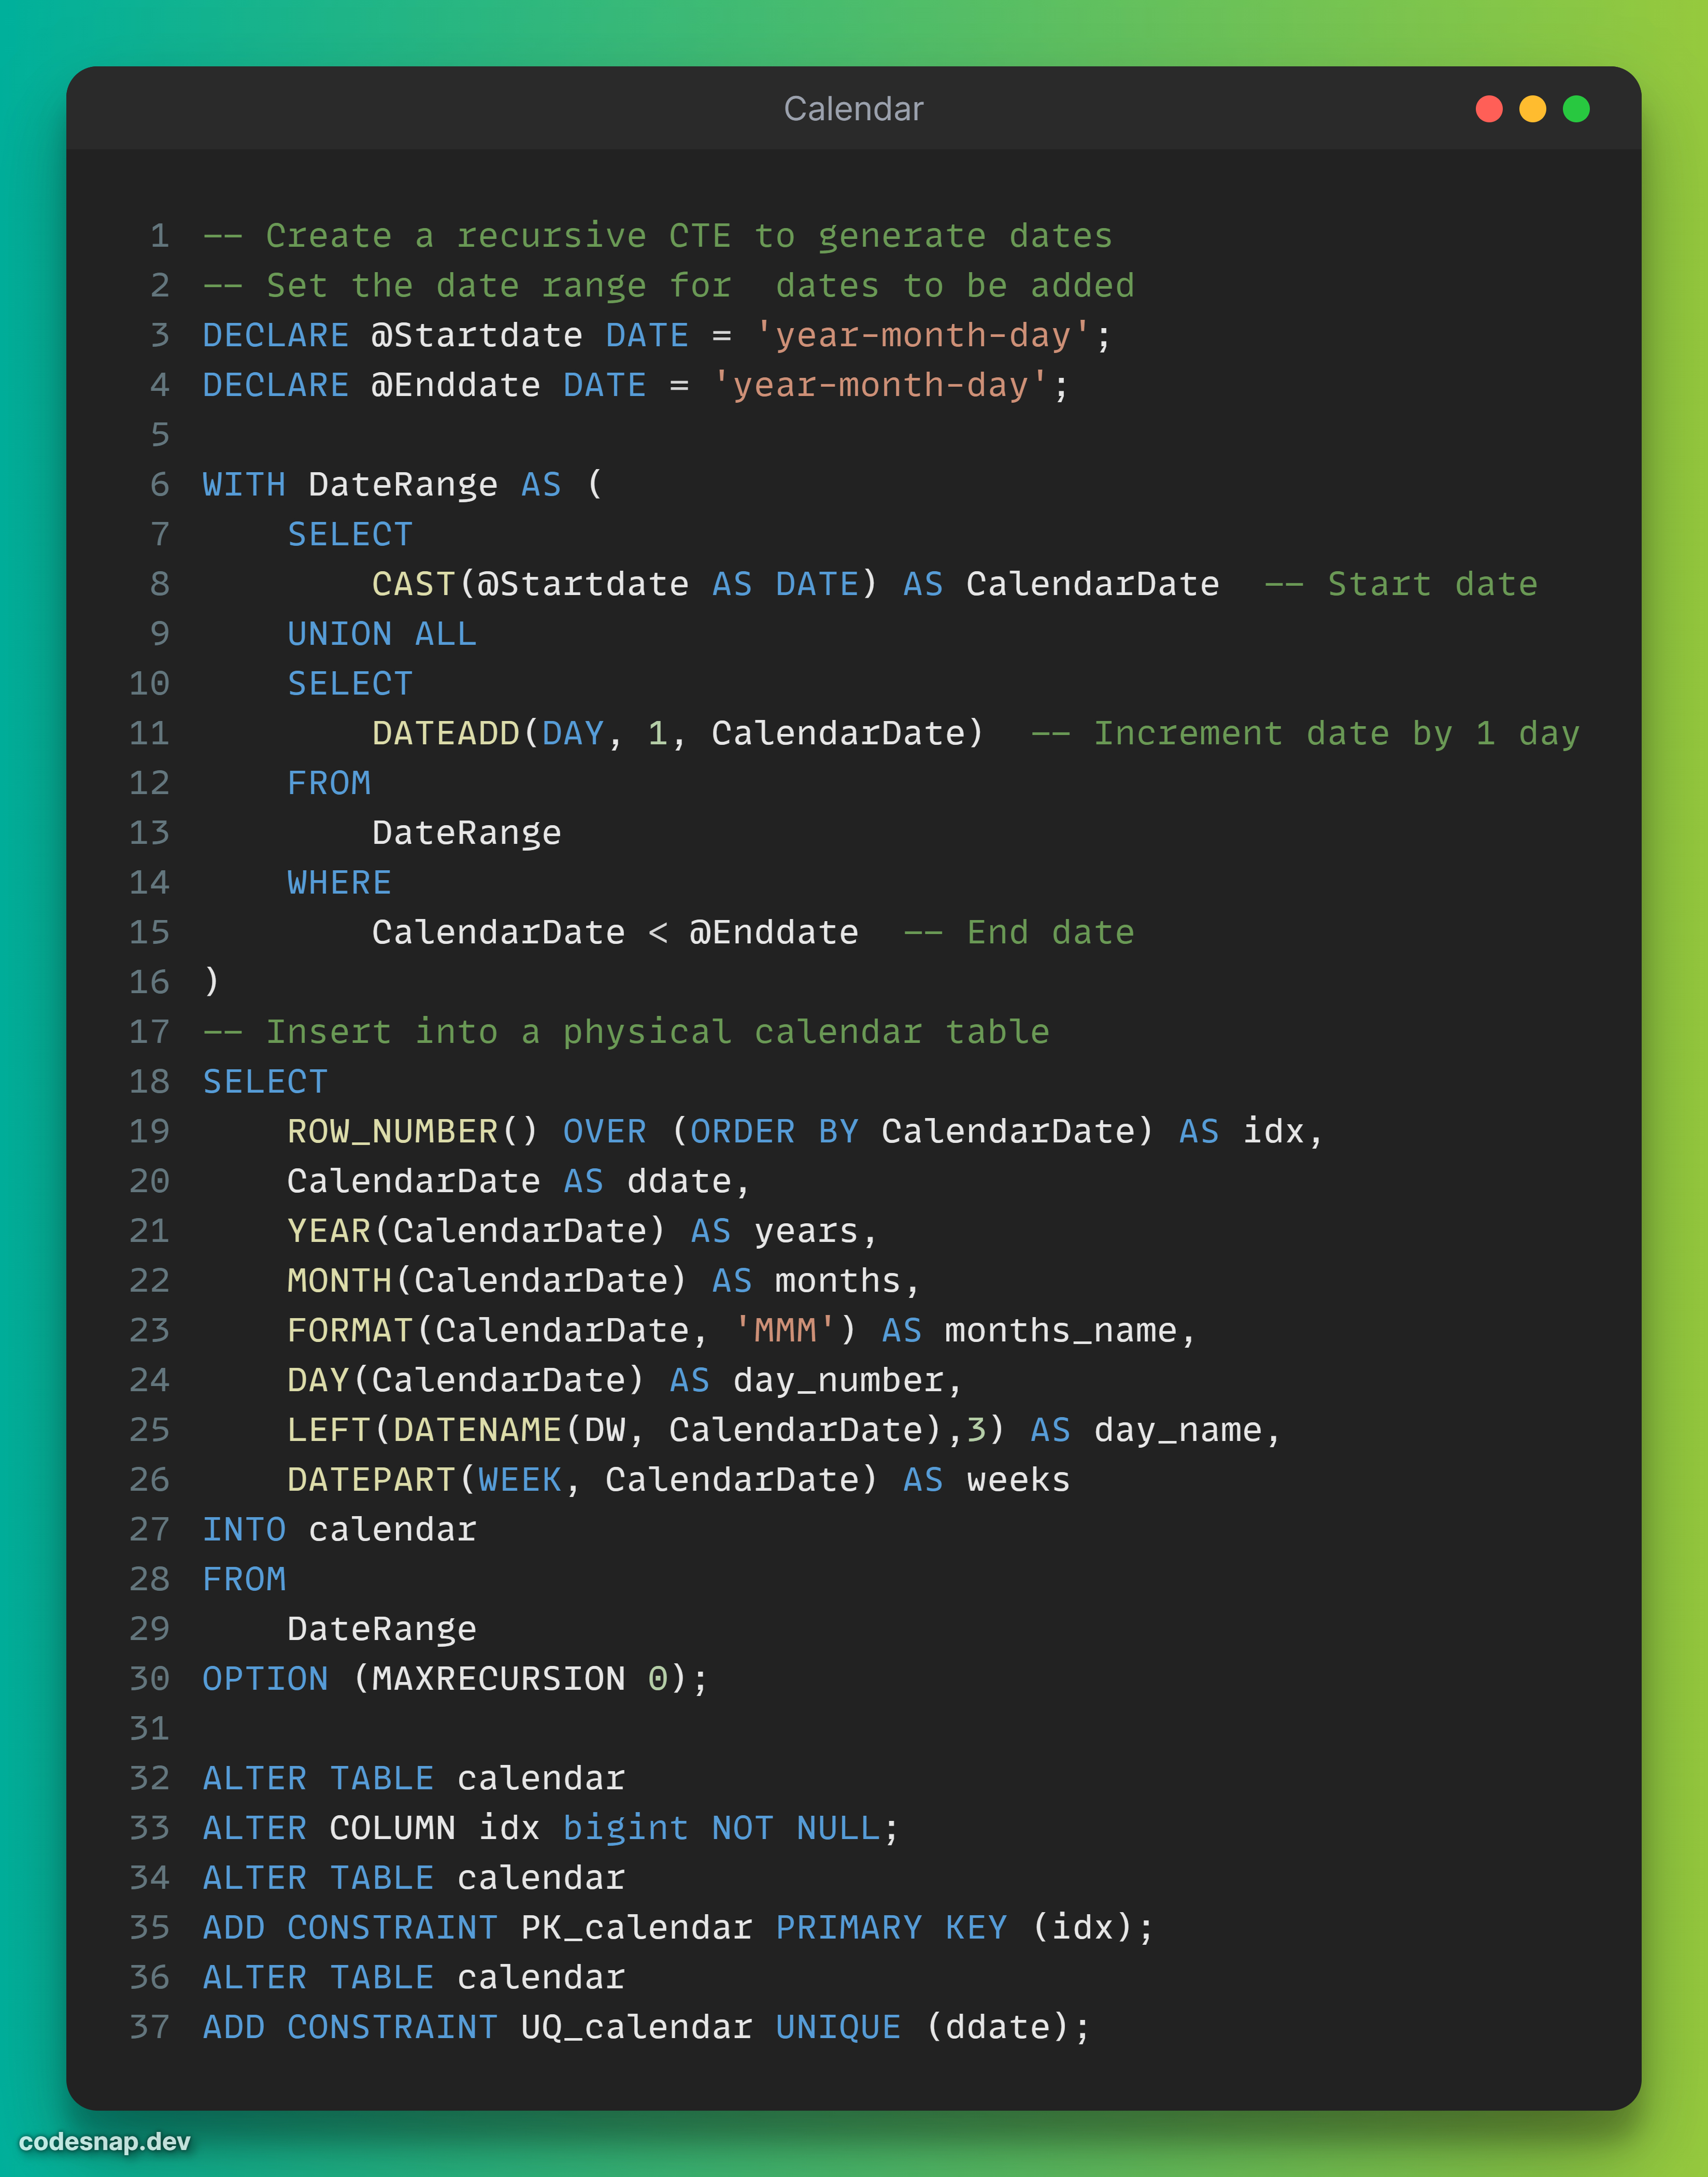 Calendar
1 -- Create a recursive CTE to generate dates
2 -- Set the date range for  dates to be added
3 DECLARE @Startdate DATE = 'year-month-day';
4 DECLARE @Enddate DATE = 'year-month-day';
5
6 WITH DateRange AS (
7     SELECT
8         CAST(@Startdate AS DATE) AS CalendarDate  -- Start date
9     UNION ALL
10     SELECT
11         DATEADD(DAY, 1, CalendarDate)  -- Increment date by 1 day
12     FROM
13         DateRange
14     WHERE
15         CalendarDate < @Enddate  -- End date
16 )
17 -- Insert into a physical calendar table
18 SELECT
19     ROW_NUMBER() OVER (ORDER BY CalendarDate) AS idx,
20     CalendarDate AS ddate,
21     YEAR(CalendarDate) AS years,
22     MONTH(CalendarDate) AS months,
23     FORMAT(CalendarDate, 'MMM') AS months_name,
24     DAY(CalendarDate) AS day_number,
25     LEFT(DATENAME(DW, CalendarDate),3) AS day_name,
26     DATEPART(WEEK, CalendarDate) AS weeks
27 INTO calendar
28 FROM
29     DateRange
30 OPTION (MAXRECURSION 0);
31
32 ALTER TABLE calendar
33 ALTER COLUMN idx bigint NOT NULL;
34 ALTER TABLE calendar
35 ADD CONSTRAINT PK_calendar PRIMARY KEY (idx);
36 ALTER TABLE calendar
37 ADD CONSTRAINT UQ_calendar UNIQUE (ddate);
codesnap.dev